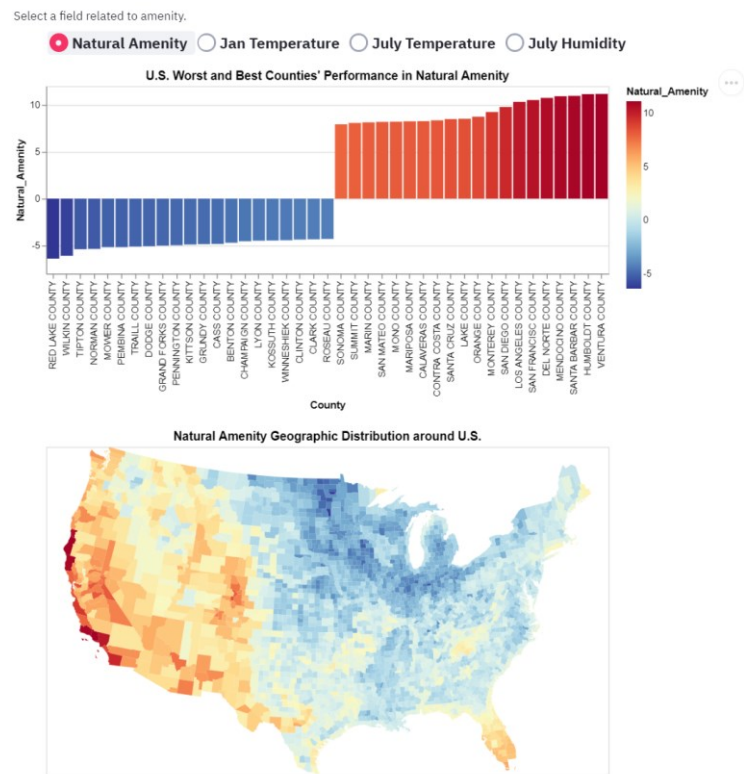 Select a field related to amenity.
Natural Amenity Jan Temperature July Temperature July Humidity
U.S. Worst and Best Counties' Performance in Natural Amenity
Natural_Amenity
10
5
0
-5
Natural_Amenity
10
5
0
-5
RED LAKE COUNTY
WILKIN COUNTY
TIPTON COUNTY
NORMAN COUNTY
MOWER COUNTY
PEMBINA COUNTY
TRAILL COUNTY
DODGE COUNTY
GRAND FORKS COUNTY
PENNINGTON COUNTY
KITTSON COUNTY
GRUNDY COUNTY
CASS COUNTY
BENTON COUNTY
CHAMPAIGN COUNTY
LYON COUNTY
KOSSUTH COUNTY
WINNESHIEK COUNTY
CLINTON COUNTY
CLARK COUNTY
ROSEAU COUNTY
SONOMA COUNTY
SUMMIT COUNTY
MARIN COUNTY
SAN MATEO COUNTY
MONO COUNTY
MARIPOSA COUNTY
CALAVERAS COUNTY
CONTRA COSTA COUNTY
SANTA CRUZ COUNTY
LAKE COUNTY
ORANGE COUNTY
MONTEREY COUNTY
SAN DIEGO COUNTY
LOS ANGELES COUNTY
SAN FRANCISC COUNTY
DEL NORTE COUNTY
MENDOCINO COUNTY
SANTA BARBAR COUNTY
HUMBOLDT COUNTY
VENTURA COUNTY
County
Natural Amenity Geographic Distribution around U.S.